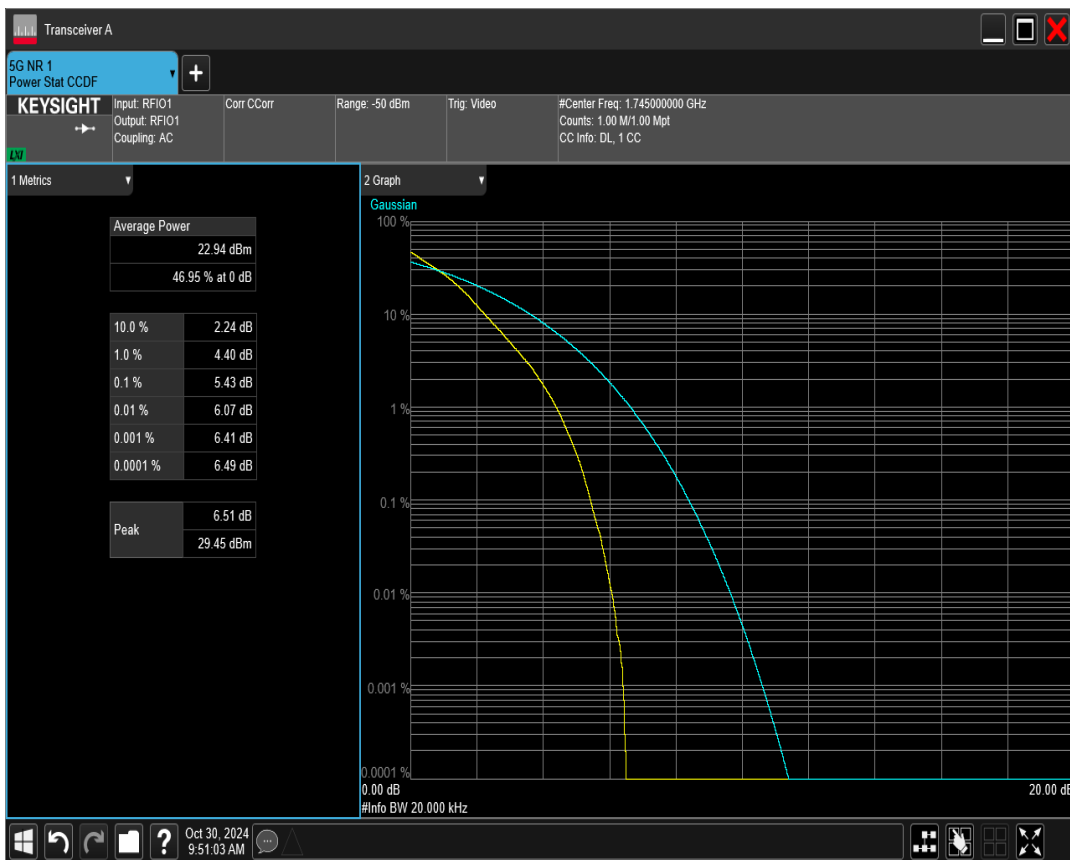 Transceiver A
5G NR 1
Power Stat CCDF
KEYSIGHT
LXI
Input: RFIO1
Output: RFIO1
Coupling: AC
Corr CCorr
Range: -50 dBm
Trig: Video
#Center Freq: 1.745000000 GHz
Counts: 1.00 M/1.00 Mpt
CC Info: DL, 1 CC
1 Metrics
Average Power
22.94 dBm
46.95 % at 0 dB
10.0 % 2.24 dB
1.0 % 4.40 dB
0.1 % 5.43 dB
0.01 % 6.07 dB
0.001 % 6.41 dB
0.0001 % 6.49 dB
Peak
6.51 dB
29.45 dBm
2 Graph
Gaussian
100 %
10 %
1 %
0.1 %
0.01 %
0.001 %
0.0001 %
0.00 dB 20.00 dB
#Info BW 20.000 kHz
Oct 30, 2024
9:51:03 AM